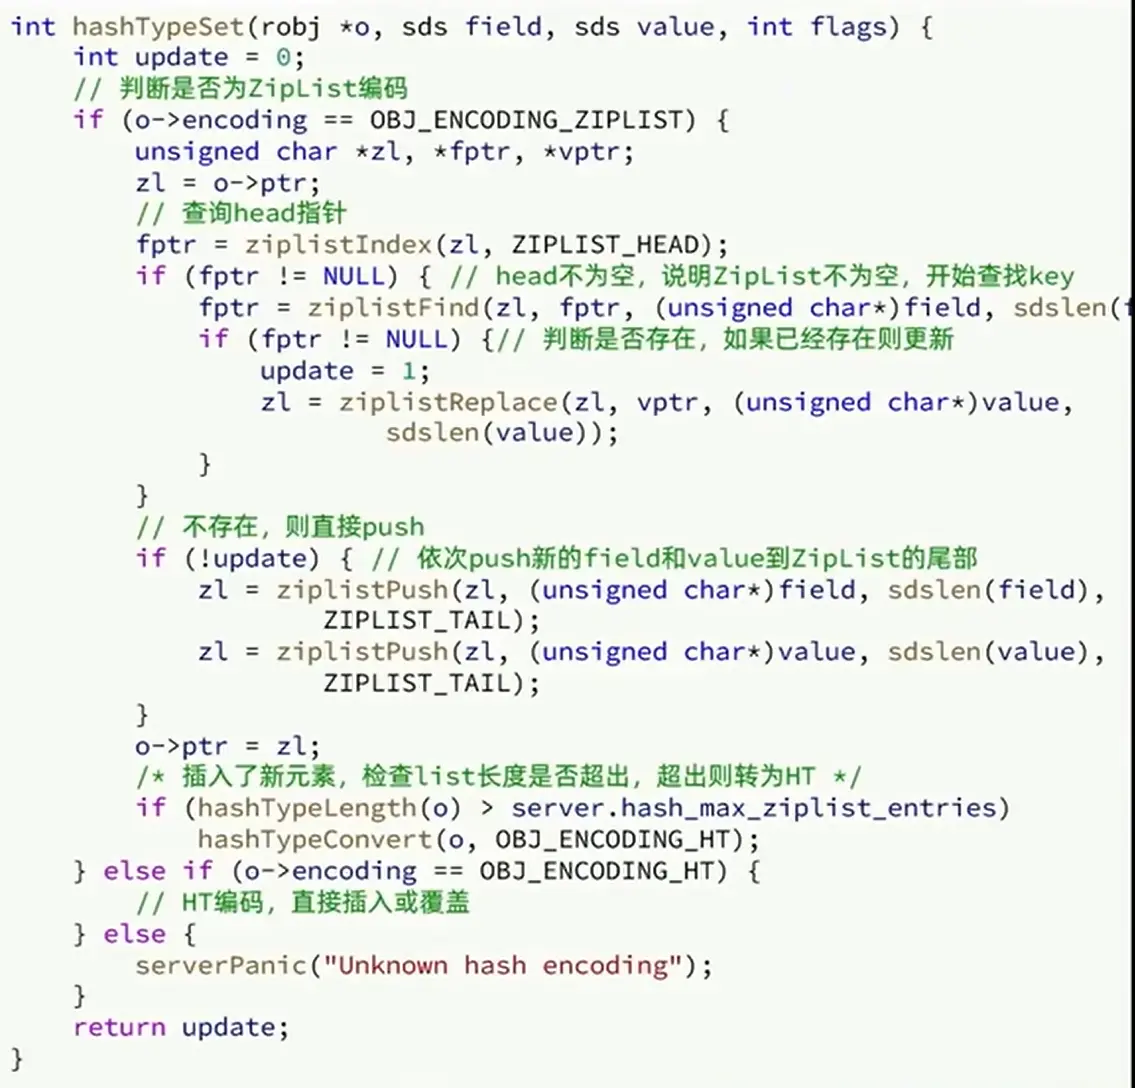 int hashTypeSet(robj *o, sds field, sds value, int flags) {
    int update = 0;
    // 判断是否为ZipList编码
    if (o->encoding == OBJ_ENCODING_ZIPLIST) {
        unsigned char *zl, *fptr, *vptr;
        zl = o->ptr;
        // 查询head指针
        fptr = ziplistIndex(zl, ZIPLIST_HEAD);
        if (fptr != NULL) { // head不为空，说明ZipList不为空，开始查找key
            fptr = ziplistFind(zl, fptr, (unsigned char*)field, sdslen(
            if (fptr != NULL) {// 判断是否存在，如果已经存在则更新
                update = 1;
                zl = ziplistReplace(zl, vptr, (unsigned char*)value,
                        sdslen(value));
            }
        }
        // 不存在，则直接push
        if (!update) { // 依次push新的field和value到ZipList的尾部
            zl = ziplistPush(zl, (unsigned char*)field, sdslen(field),
                    ZIPLIST_TAIL);
            zl = ziplistPush(zl, (unsigned char*)value, sdslen(value),
                    ZIPLIST_TAIL);
        }
        o->ptr = zl;
        /* 插入了新元素，检查list长度是否超出，超出则转为HT */
        if (hashTypeLength(o) > server.hash_max_ziplist_entries)
            hashTypeConvert(o, OBJ_ENCODING_HT);
    } else if (o->encoding == OBJ_ENCODING_HT) {
        // HT编码，直接插入或覆盖
    } else {
        serverPanic("Unknown hash encoding");
    }
    return update;
}